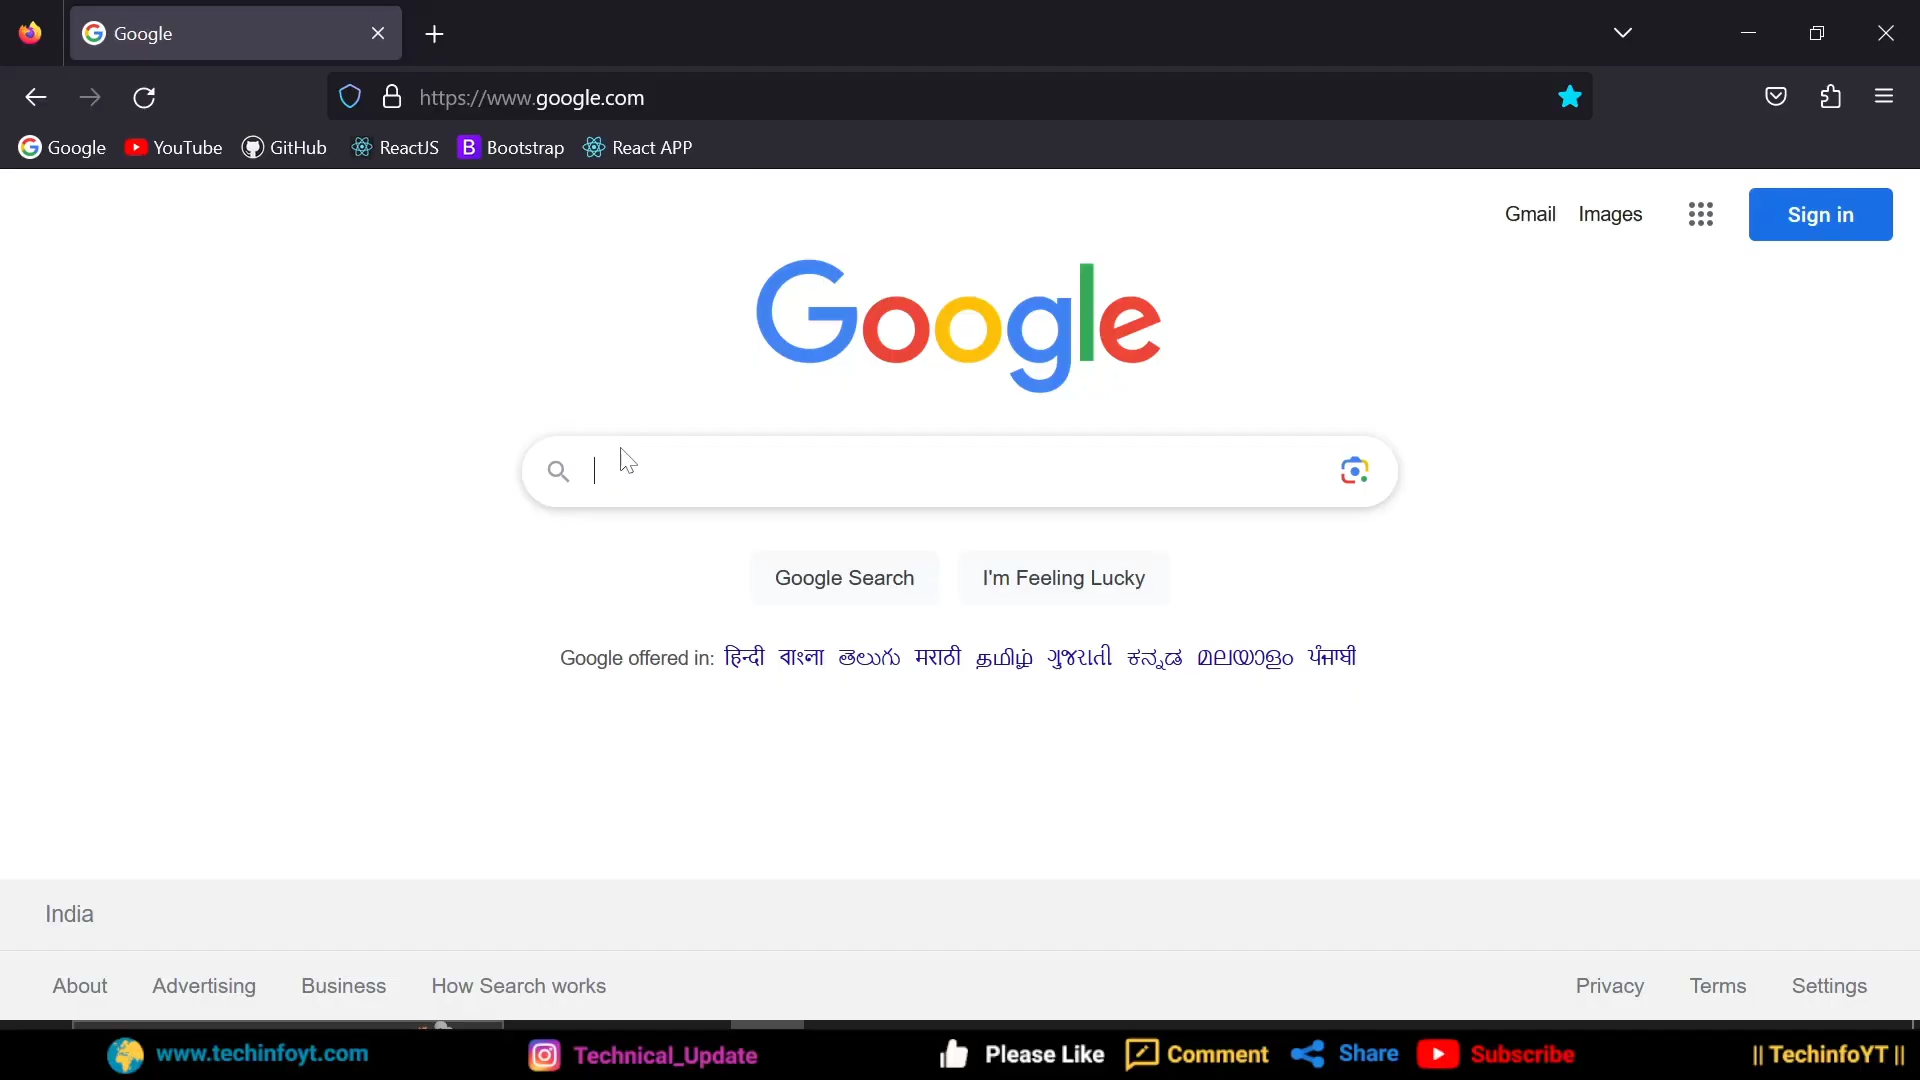 Google
https://www.google.com
Google YouTube GitHub ReactJS B Bootstrap React APP
Gmail Images Sign in
Google
Google Search I'm Feeling Lucky
Google offered in: हिन्दी বাংলা తెలుగు मराठी தமிழ் ગુજરાતી ಕನ್ನಡ മലയാളം ਪੰਜਾਬੀ
India
About Advertising Business How Search works Privacy Terms Settings
www.techinfoyt.com Technical_Update Please Like Comment Share Subscribe || TechinfoYT ||